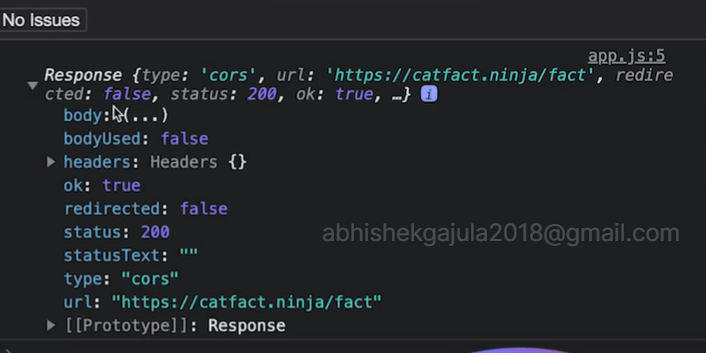 No Issues
app.js:5
Response {type: 'cors', url: 'https://catfact.ninja/fact', redire
cted: false, status: 200, ok: true, …} i
body: (...)
bodyUsed: false
headers: Headers {}
ok: true
redirected: false
status: 200
abhishekgajula2018@gmail.com
statusText: ""
type: "cors"
url: "https://catfact.ninja/fact"
[[Prototype]]: Response